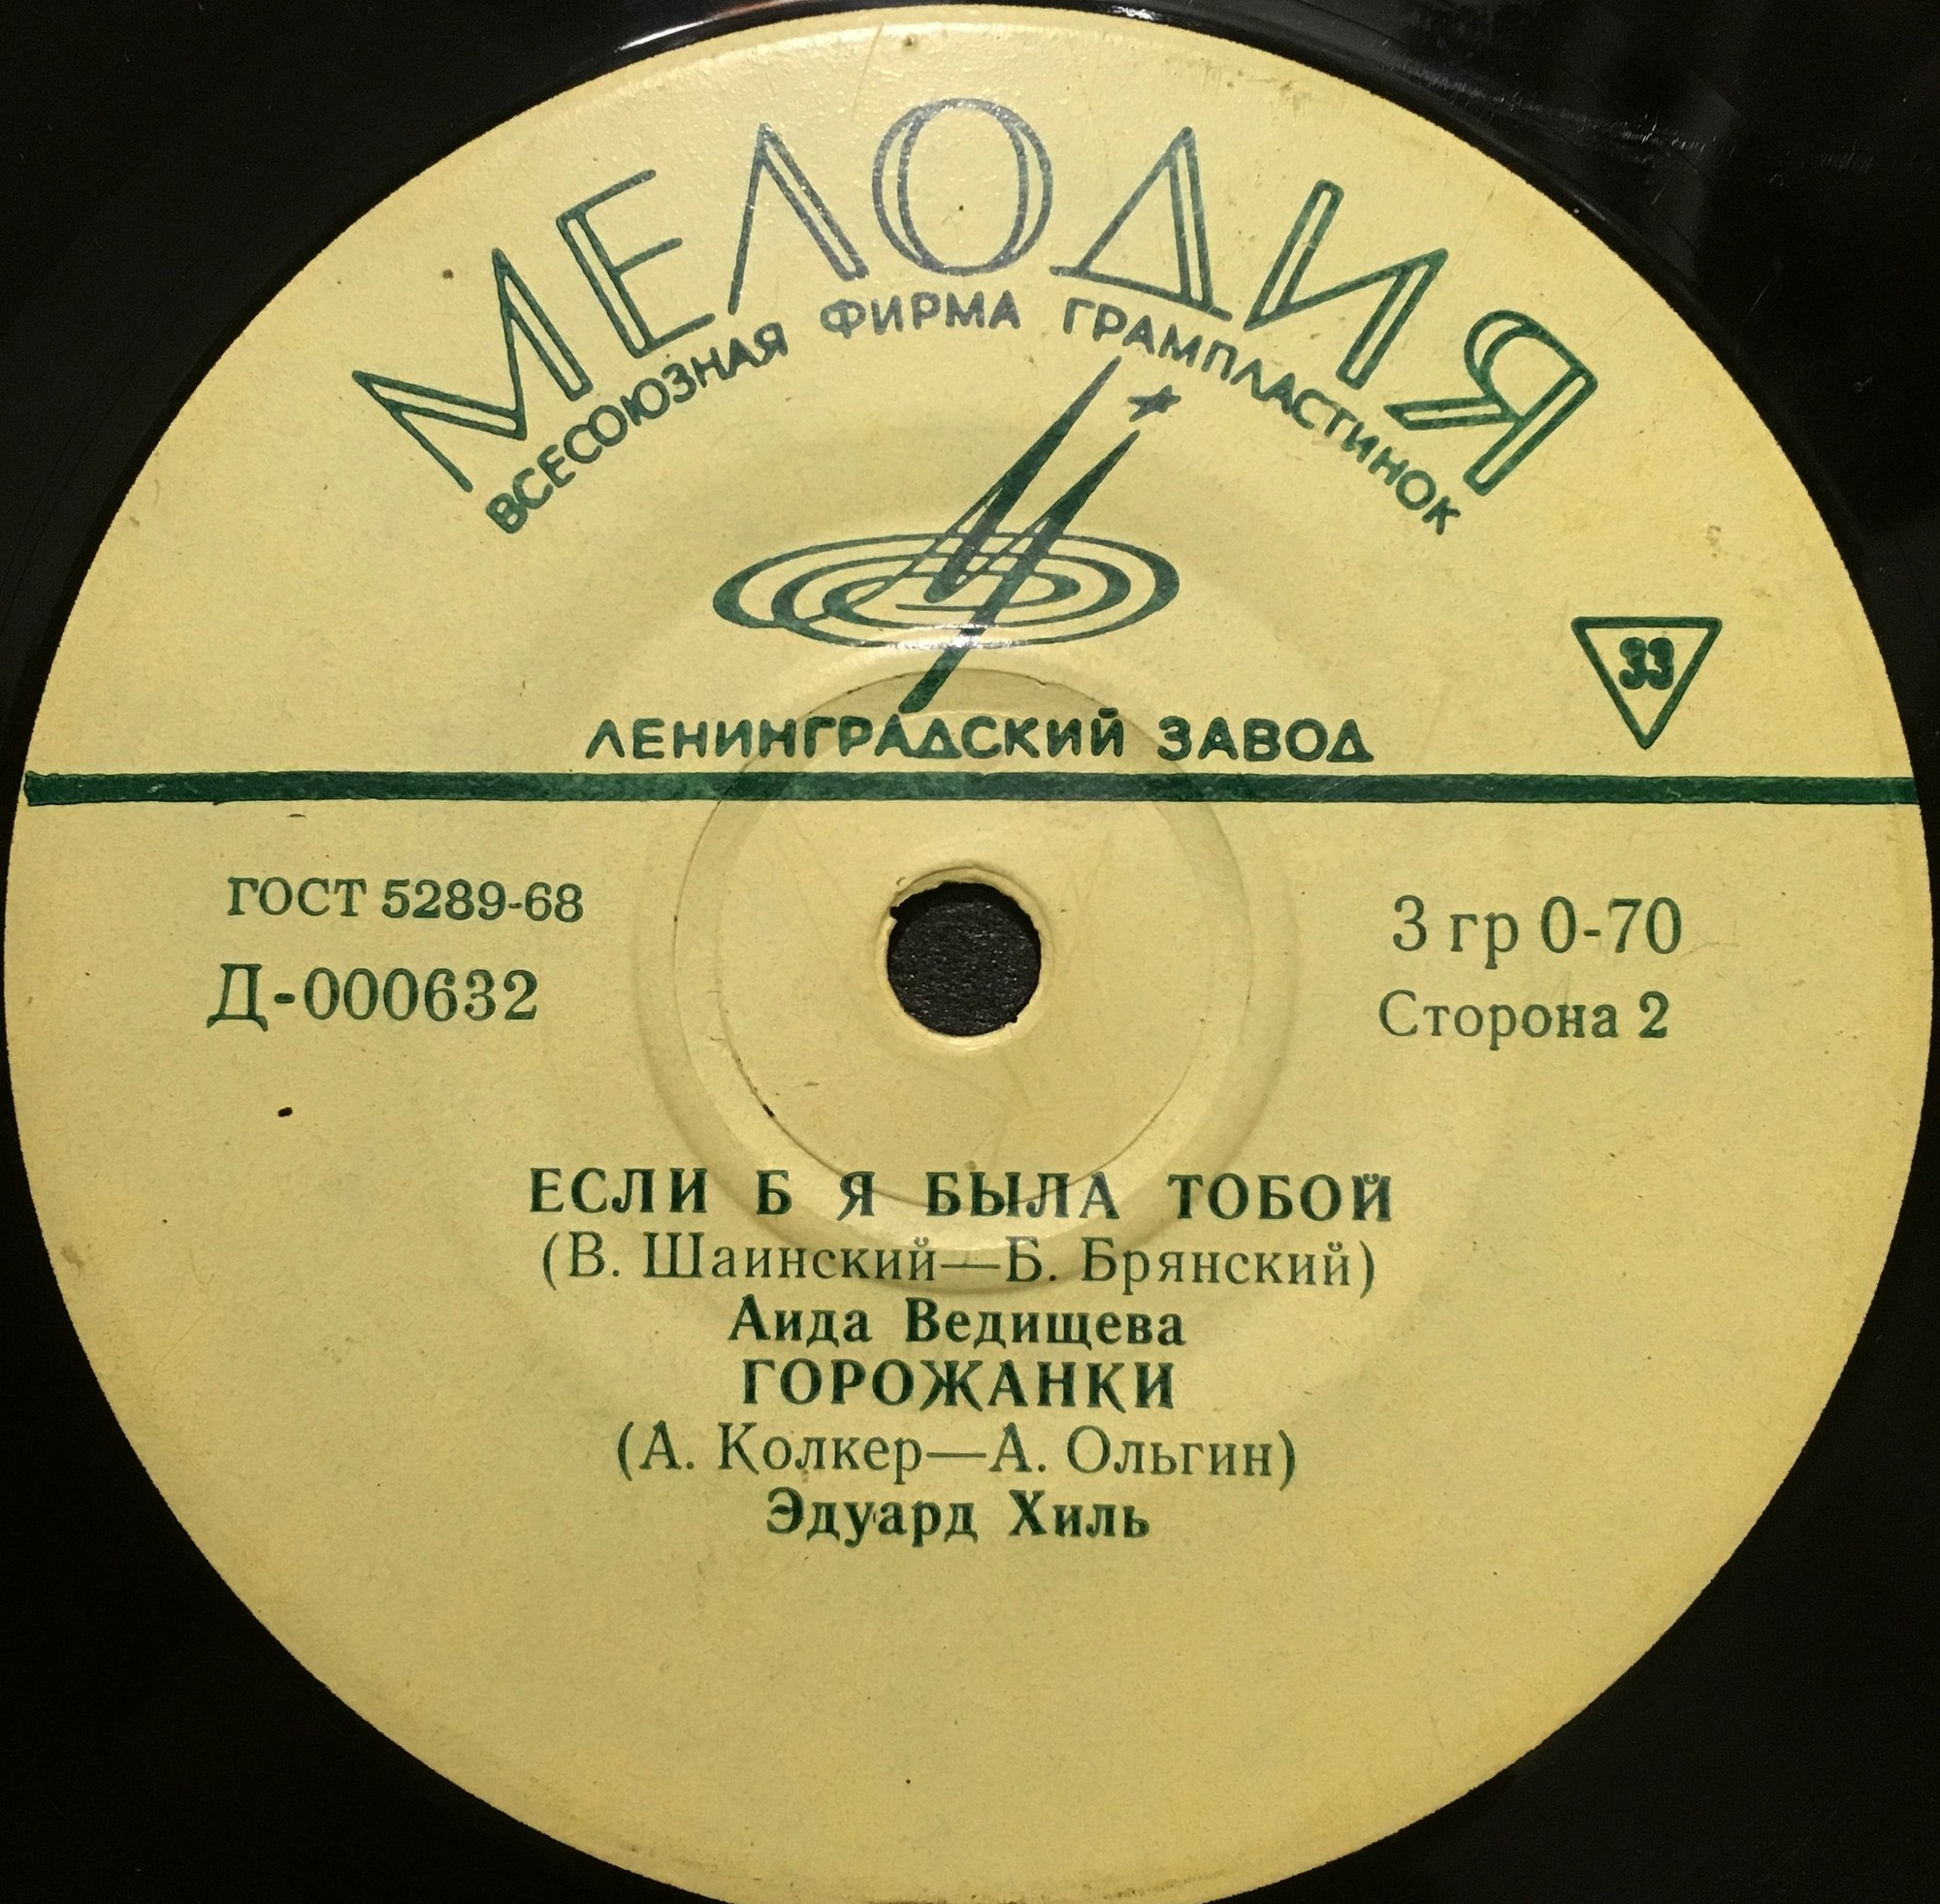 МЕЛОДИЯ
ВСЕСОЮЗНАЯ ФИРМА ГРАМПЛАСТИНОК
33
ЛЕНИНГРАДСКИЙ ЗАВОД
ГОСТ 5289-68
Д-000632
3 гр 0-70
Сторона 2
ЕСЛИ Б Я БЫЛА ТОБОЙ
(В. Шаинский—Б. Брянский)
Аида Ведищева
ГОРОЖАНКИ
(А. Колкер—А. Ольгин)
Эдуард Хиль